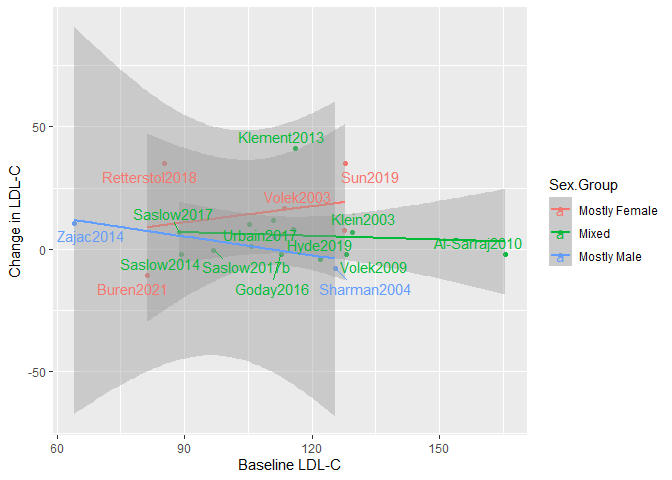 Change in LDL-C
50
0
-50
Klement2013
Retterstol2018
Sun2019
Volek2003
Saslow2017
Klein2003
Zajac2014
Urbain2017
Hyde2019
Al-Sarraj2010
Saslow2014
Saslow2017b
Volek2009
Buren2021
Goday2016
Sharman2004
60
90
120
150
Baseline LDL-C
Sex.Group
a Mostly Female
a Mixed
a Mostly Male